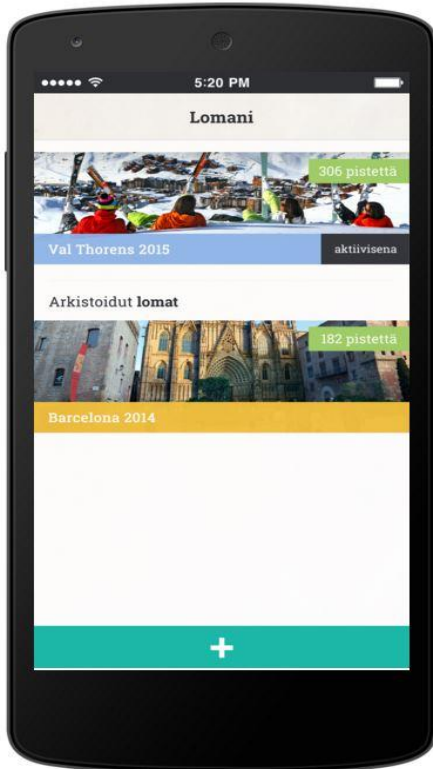 5:20 PM
Lomani
306 pistettä
Val Thorens 2015
aktiivisena
Arkistoidut lomat
182 pistettä
Barcelona 2014
+